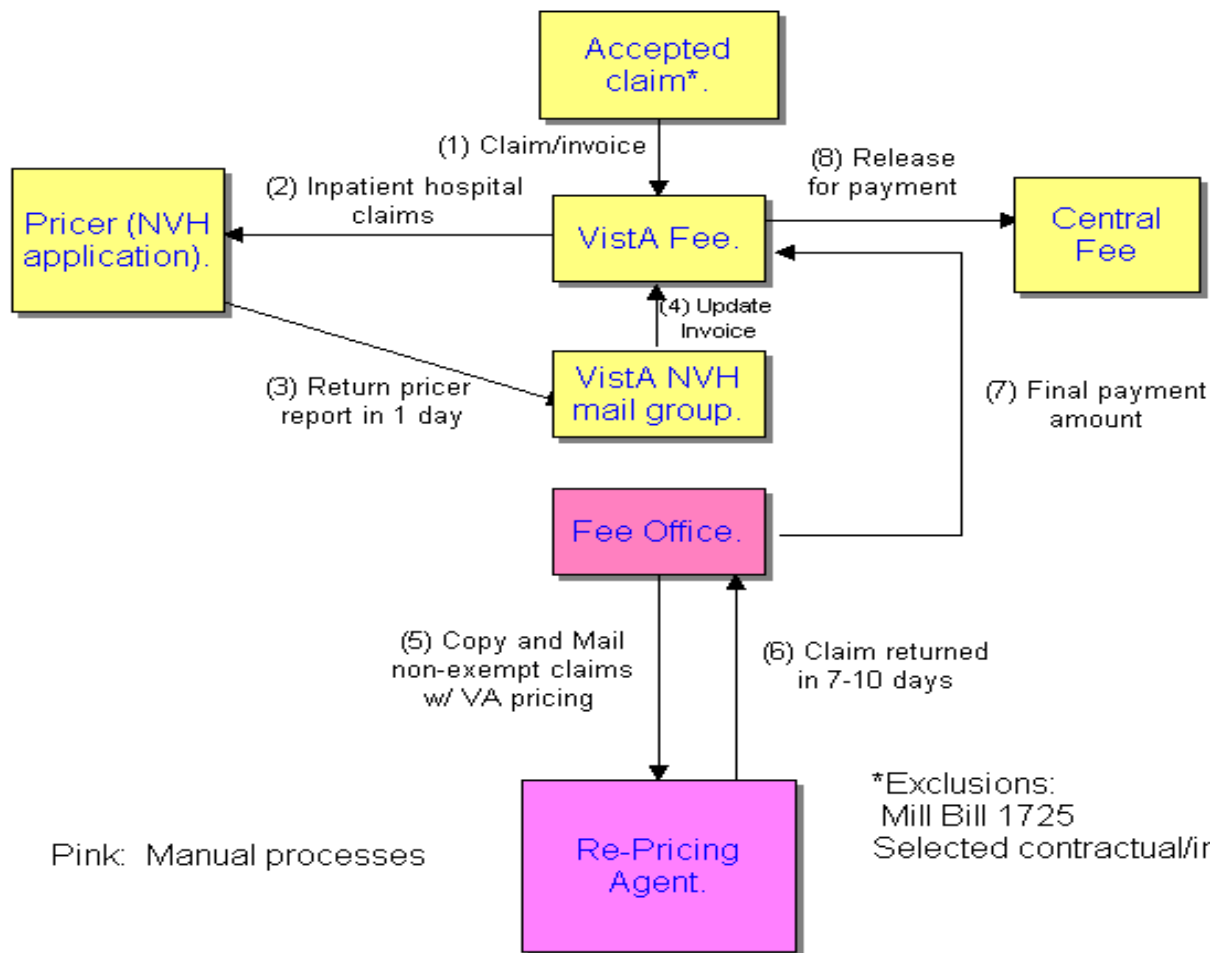 Accepted
claim*.
(1) Claim/invoice
(8) Release
for payment
(2) Inpatient hospital
claims
Pricer (NVH
application).
VistA Fee.
Central
Fee
(4) Update
Invoice
(3) Return pricer
report in 1 day
VistA NVH
mail group.
(7) Final payment
amount
Fee Office.
(5) Copy and Mail
non-exempt claims
w/ VA pricing
(6) Claim returned
in 7-10 days
*Exclusions:
Mill Bill 1725
Selected
Pink: Manual processes
Re-Pricing
Agent.